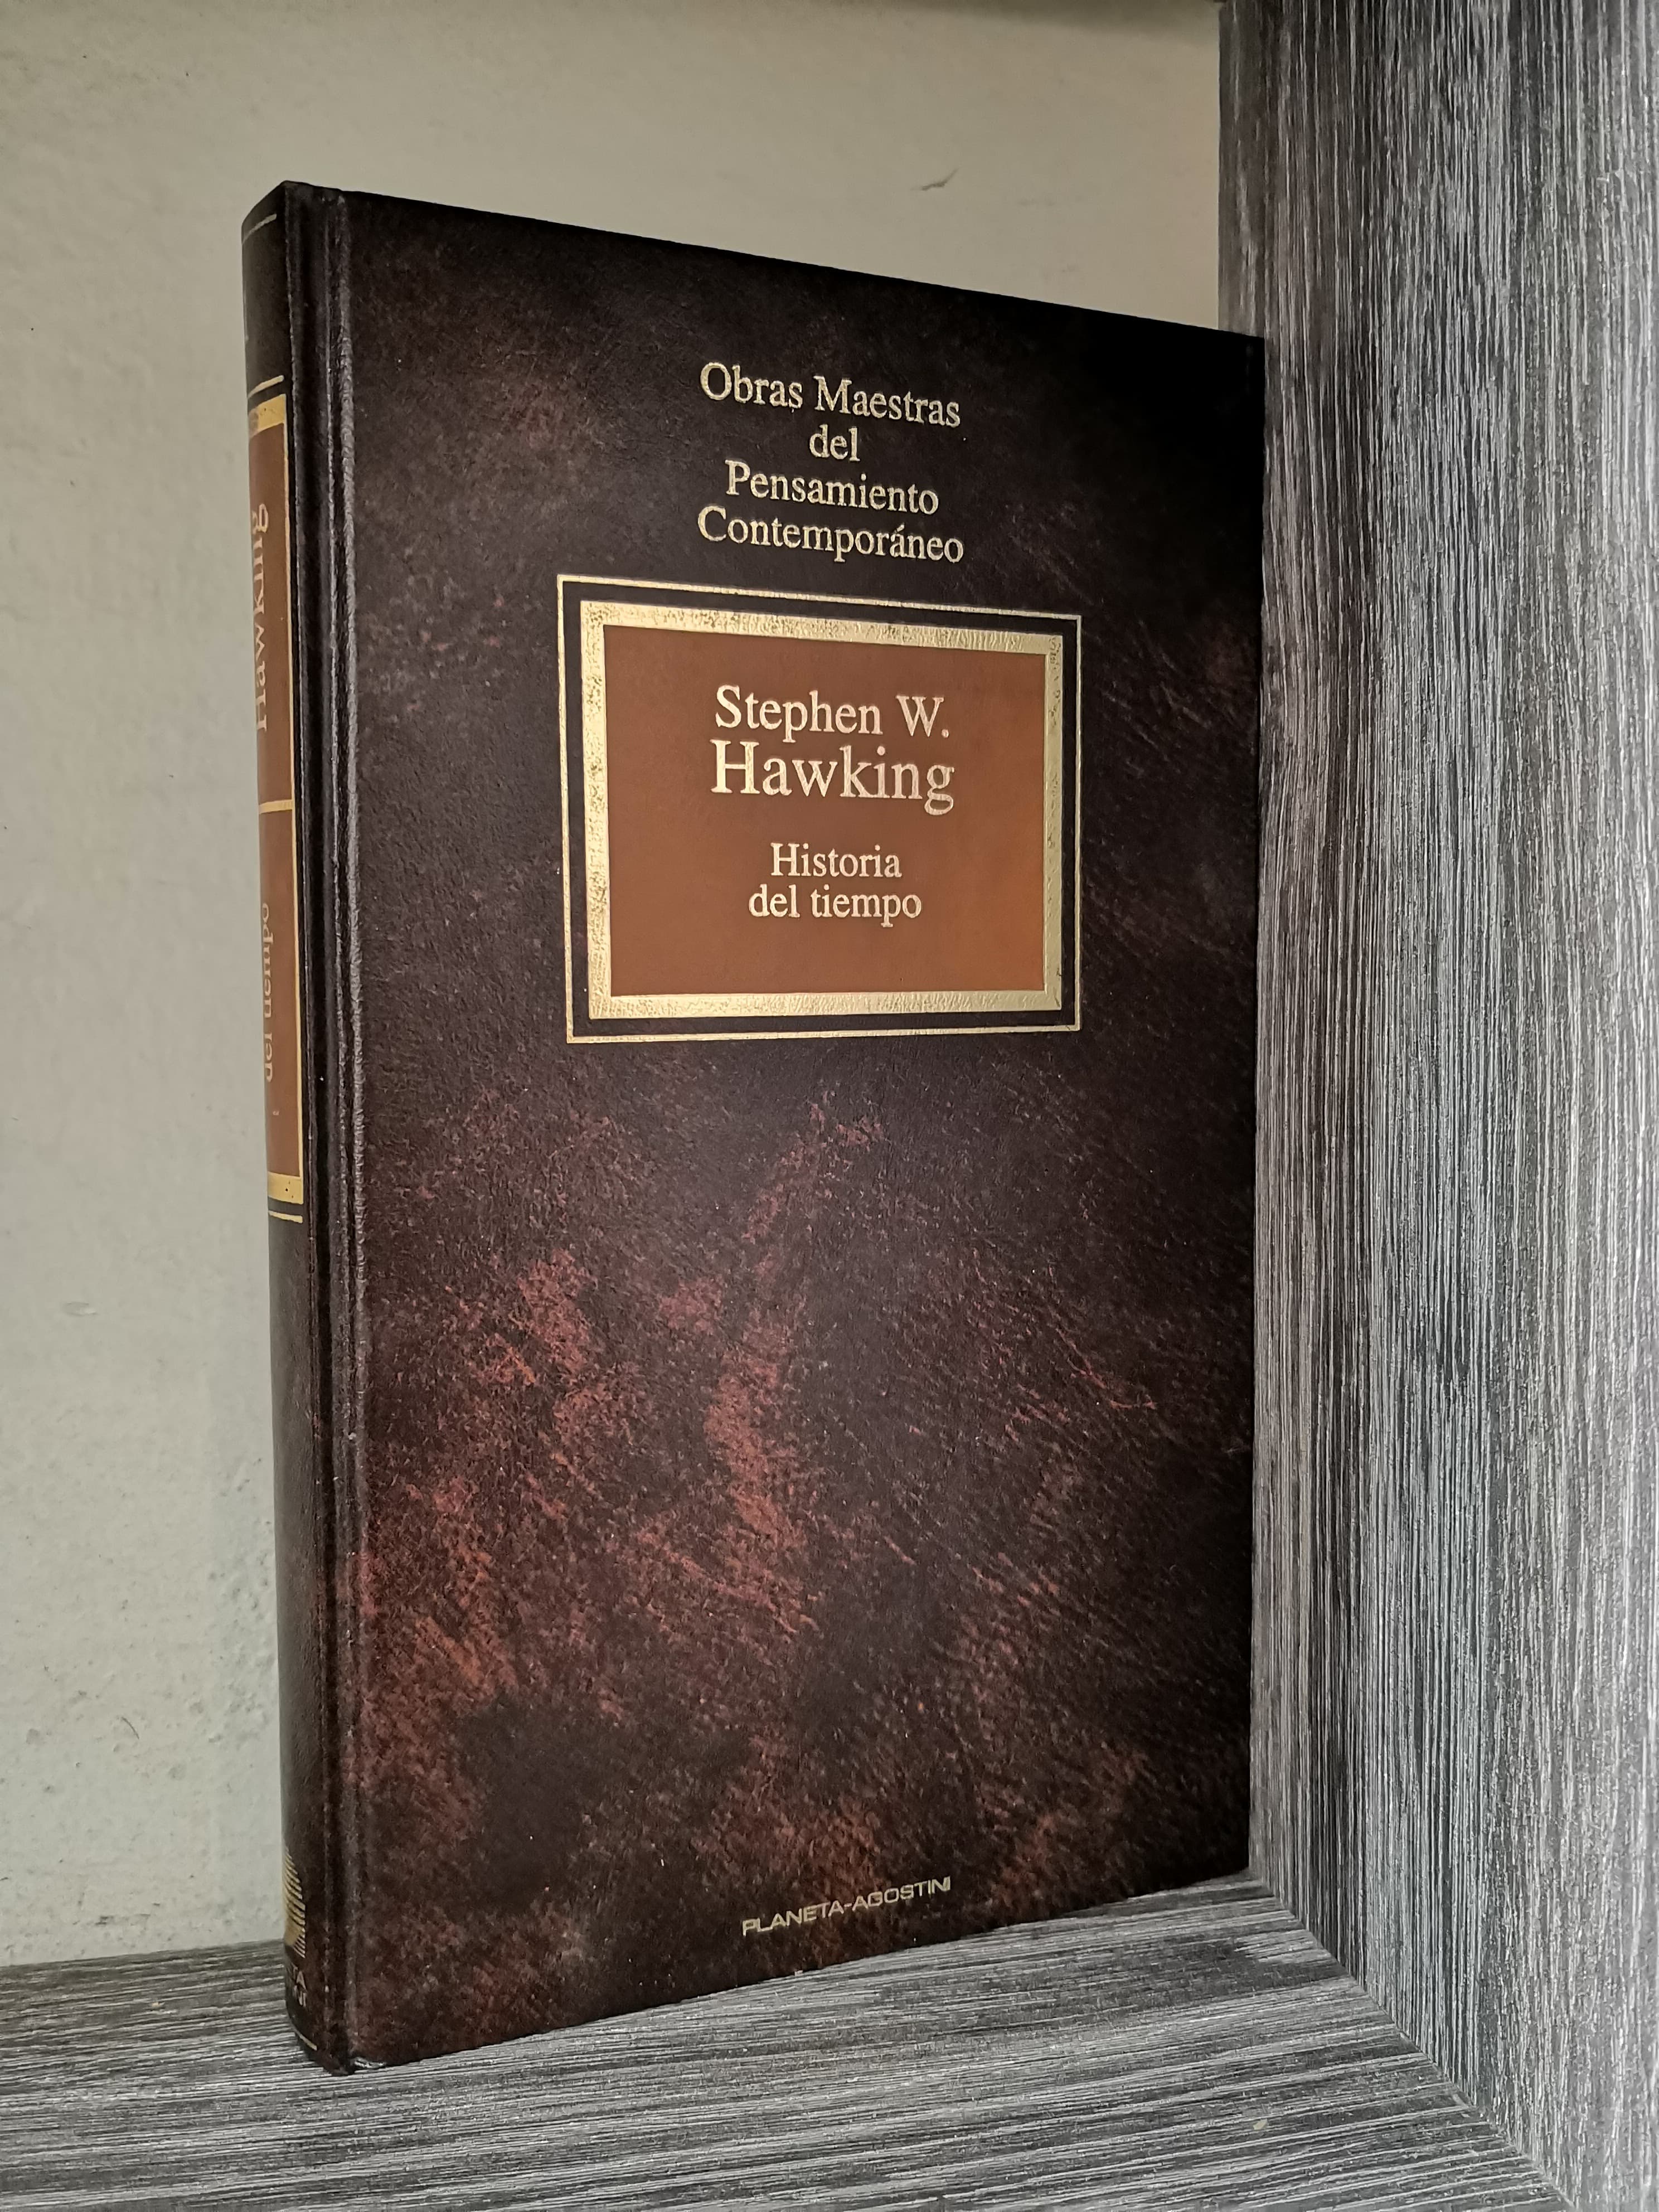 Obras Maestras
del
Pensamiento
Contemporáneo
Stephen W.
Hawking
Historia
del tiempo
PLANETA-AGOSTINI
Hawking
del tiempo